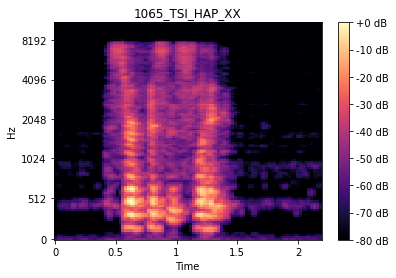 1065_TSI_HAP_XX
+0 dB
8192
-10 dB
4096
-20 dB
-30 dB
2048
Hz
-40 dB
1024
-50 dB
512
-60 dB
-70 dB
0
-80 dB
0 0.5 1 1.5 2
Time